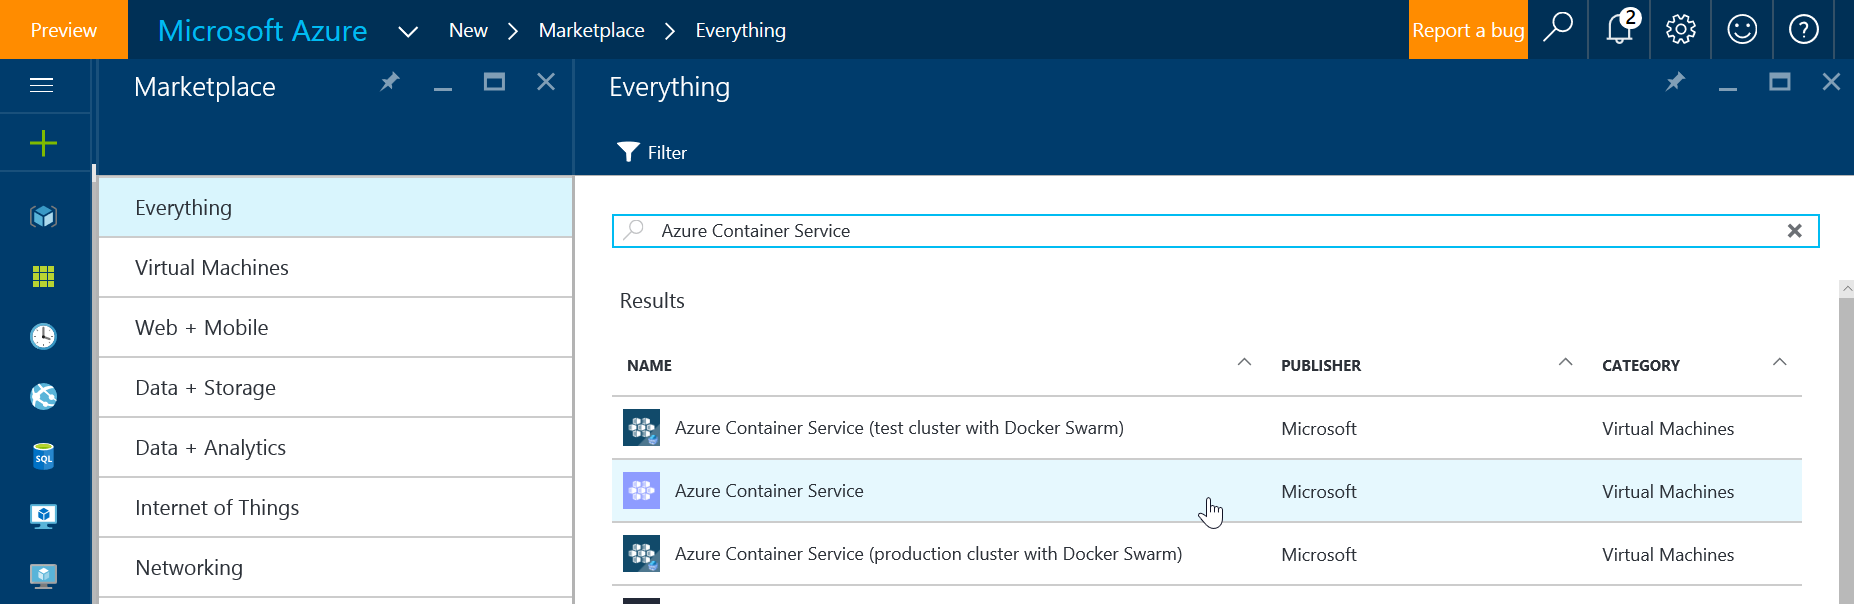 Preview
Microsoft Azure
New
Marketplace
Everything
Report a bug
2
Marketplace
Everything
Filter
Everything
Virtual Machines
Web + Mobile
Data + Storage
Data + Analytics
Internet of Things
Networking
SQL
Azure Container Service
Results
NAME PUBLISHER CATEGORY
Azure Container Service (test cluster with Docker Swarm) Microsoft Virtual Machines
Azure Container Service Microsoft Virtual Machines
Azure Container Service (production cluster with Docker Swarm) Microsoft Virtual Machines